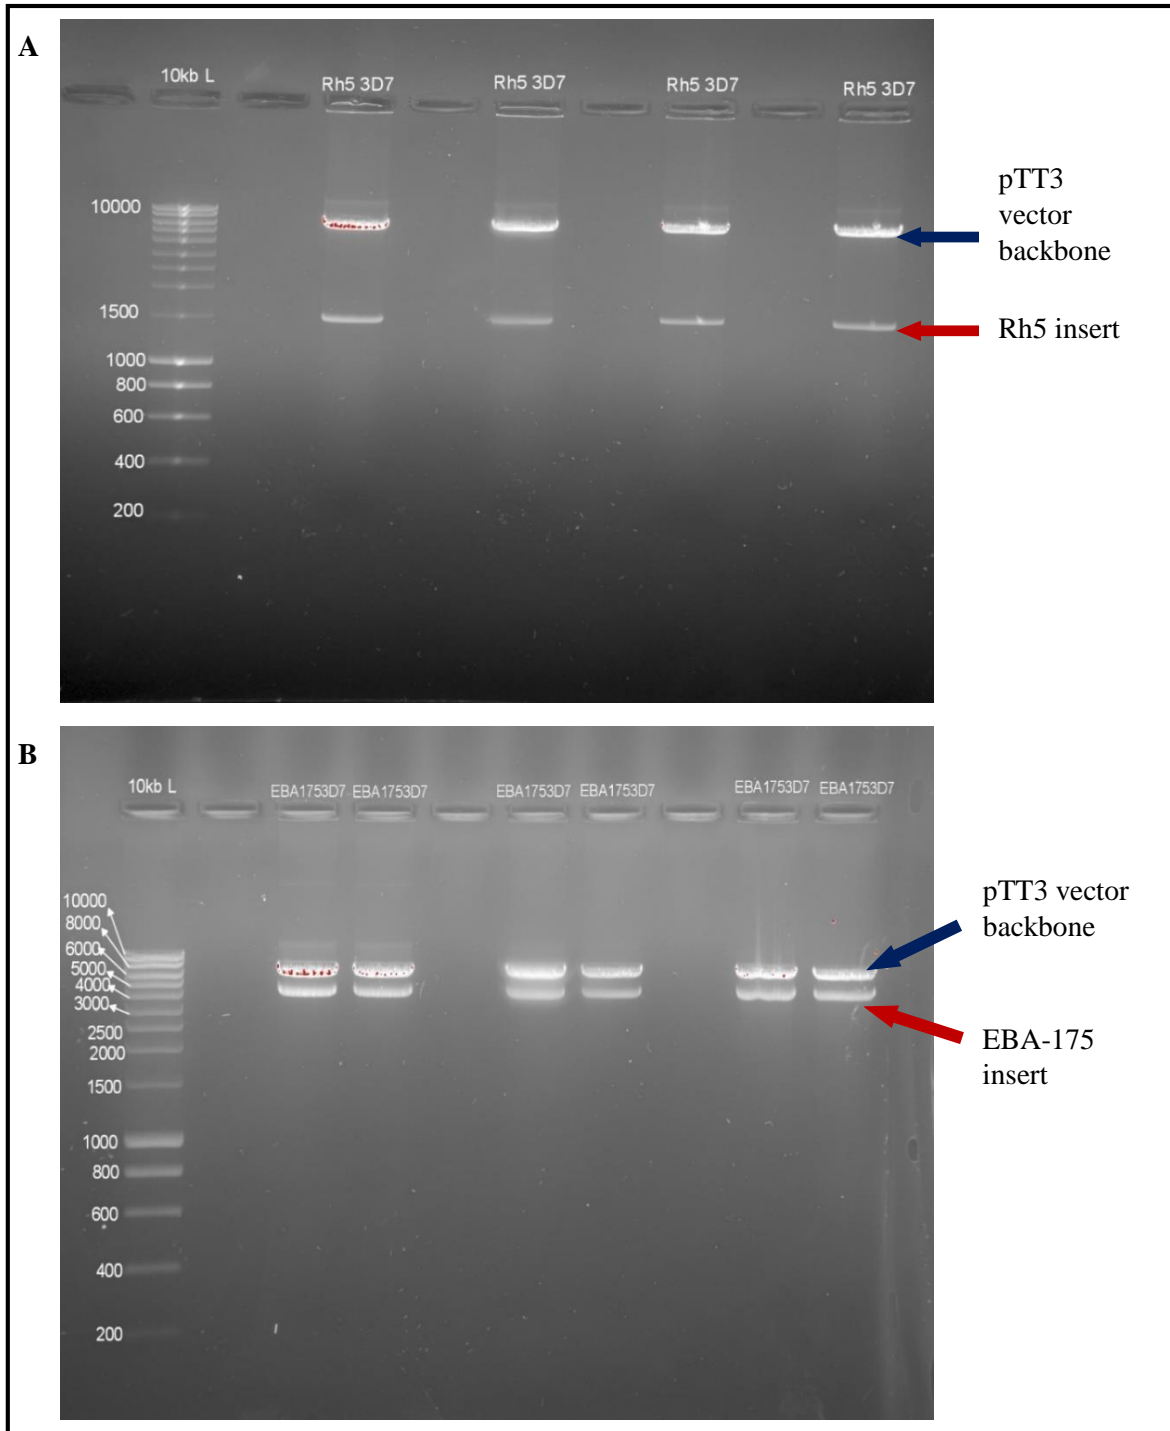 A
10kb L
Rh5 3D7
Rh5 3D7
Rh5 3D7
Rh5 3D7
10000
1500
1000
800
600
400
200
pTT3
vector
backbone
Rh5 insert
B
10kb L
EBA1753D7 EBA1753D7
EBA1753D7 EBA1753D7
EBA1753D7 EBA1753D7
10000
8000
6000
5000
4000
3000
2500
2000
1500
1000
800
600
400
200
pTT3 vector
backbone
EBA-175
insert